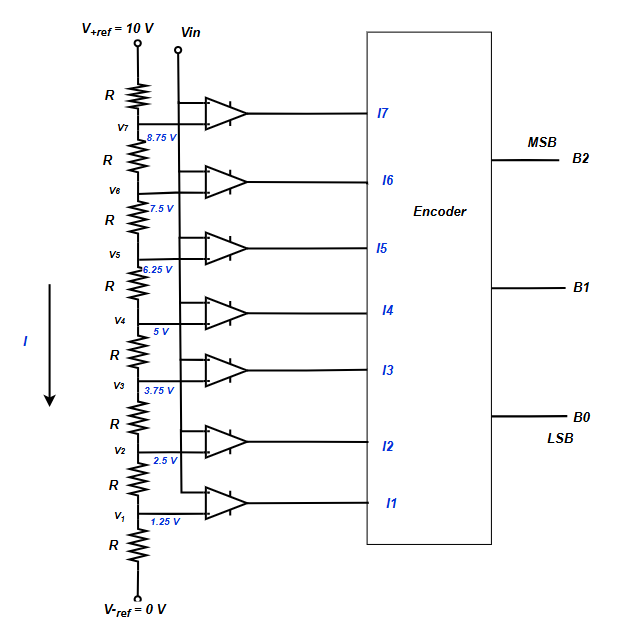 V+ref = 10 V
Vin
R
I7
V7
8.75 V
MSB
R
B2
I6
V6
7.5 V
Encoder
R
I5
V5
6.25 V
R
B1
I4
V4
5 V
I
R
I3
V3
3.75 V
B0
R
LSB
I2
V2
2.5 V
R
I1
V1
1.25 V
R
V-ref = 0 V